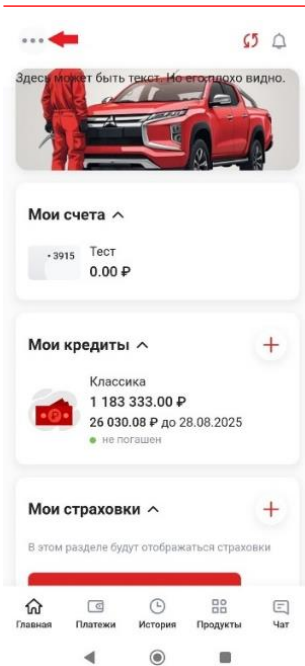 Здесь может быть текст. Но его плохо видно.
Мои счета
• 3915 Тест
0.00 ₽
Мои кредиты
Классика
1 183 333.00 ₽
26 030.08 ₽ до 28.08.2025
не погашен
Мои страховки
В этом разделе будут отображаться страховки
Главная Платежи История Продукты Чат